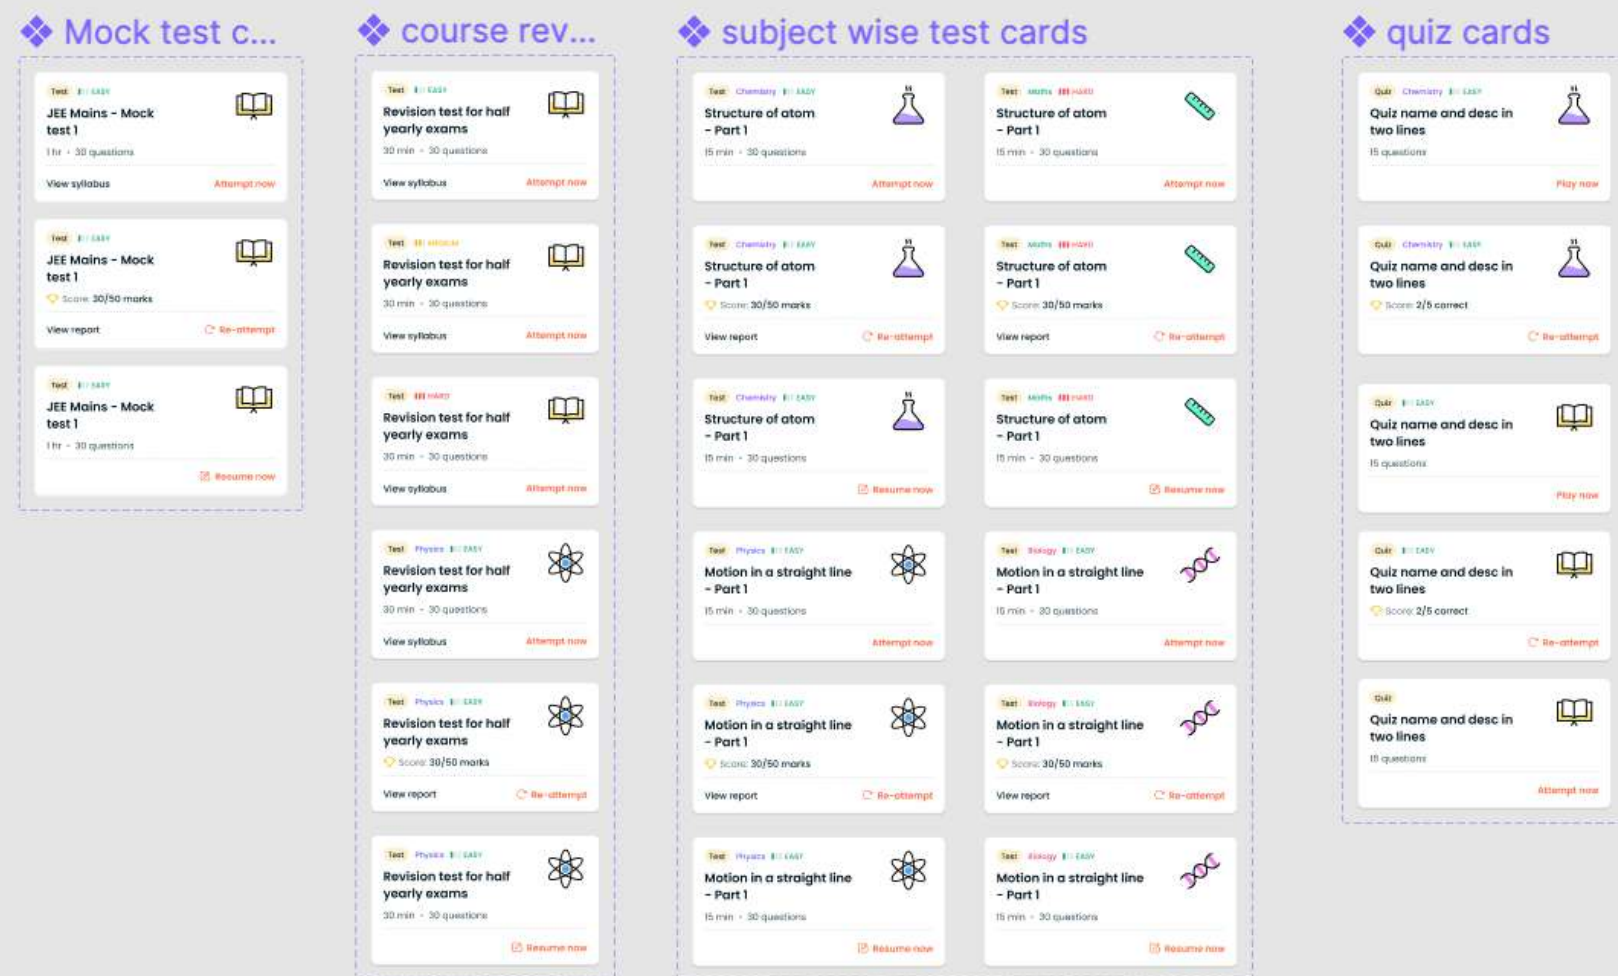 Mock test c...
Test EASY
JEE Mains - Mock
test 1
1 hr • 30 questions
View syllabus Attempt now
Test EASY
JEE Mains - Mock
test 1
Score: 30/50 marks
View report Re-attempt
Test EASY
JEE Mains - Mock
test 1
1 hr • 30 questions
Resume now
course rev...
Test EASY
Revision test for half
yearly exams
30 min • 30 questions
View syllabus Attempt now
Test MEDIUM
Revision test for half
yearly exams
30 min • 30 questions
View syllabus Attempt now
Test HARD
Revision test for half
yearly exams
30 min • 30 questions
View syllabus Attempt now
Test Physics EASY
Revision test for half
yearly exams
30 min • 30 questions
View syllabus Attempt now
Test Physics EASY
Revision test for half
yearly exams
Score: 30/50 marks
View report Re-attempt
Test Physics EASY
Revision test for half
yearly exams
30 min • 30 questions
Resume now
subject wise test cards
Test Chemistry EASY
Structure of atom
- Part 1
15 min • 30 questions
Attempt now
Test Maths HARD
Structure of atom
- Part 1
15 min • 30 questions
Attempt now
Test Chemistry EASY
Structure of atom
- Part 1
Score: 30/50 marks
View report Re-attempt
Test Maths HARD
Structure of atom
- Part 1
Score: 30/50 marks
View report Re-attempt
Test Chemistry EASY
Structure of atom
- Part 1
15 min • 30 questions
Resume now
Test Maths HARD
Structure of atom
- Part 1
15 min • 30 questions
Resume now
Test Physics EASY
Motion in a straight line
- Part 1
15 min • 30 questions
Attempt now
Test Biology EASY
Motion in a straight line
- Part 1
15 min • 30 questions
Attempt now
Test Physics EASY
Motion in a straight line
- Part 1
Score: 30/50 marks
View report Re-attempt
Test Biology EASY
Motion in a straight line
- Part 1
Score: 30/50 marks
View report Re-attempt
Test Physics EASY
Motion in a straight line
- Part 1
15 min • 30 questions
Resume now
Test Biology EASY
Motion in a straight line
- Part 1
15 min • 30 questions
Resume now
quiz cards
Quiz Chemistry EASY
Quiz name and desc in
two lines
15 questions
Play now
Quiz Chemistry EASY
Quiz name and desc in
two lines
Score: 2/5 correct
Re-attempt
Quiz EASY
Quiz name and desc in
two lines
15 questions
Play now
Quiz EASY
Quiz name and desc in
two lines
Score: 2/5 correct
Re-attempt
Quiz
Quiz name and desc in
two lines
15 questions
Attempt now